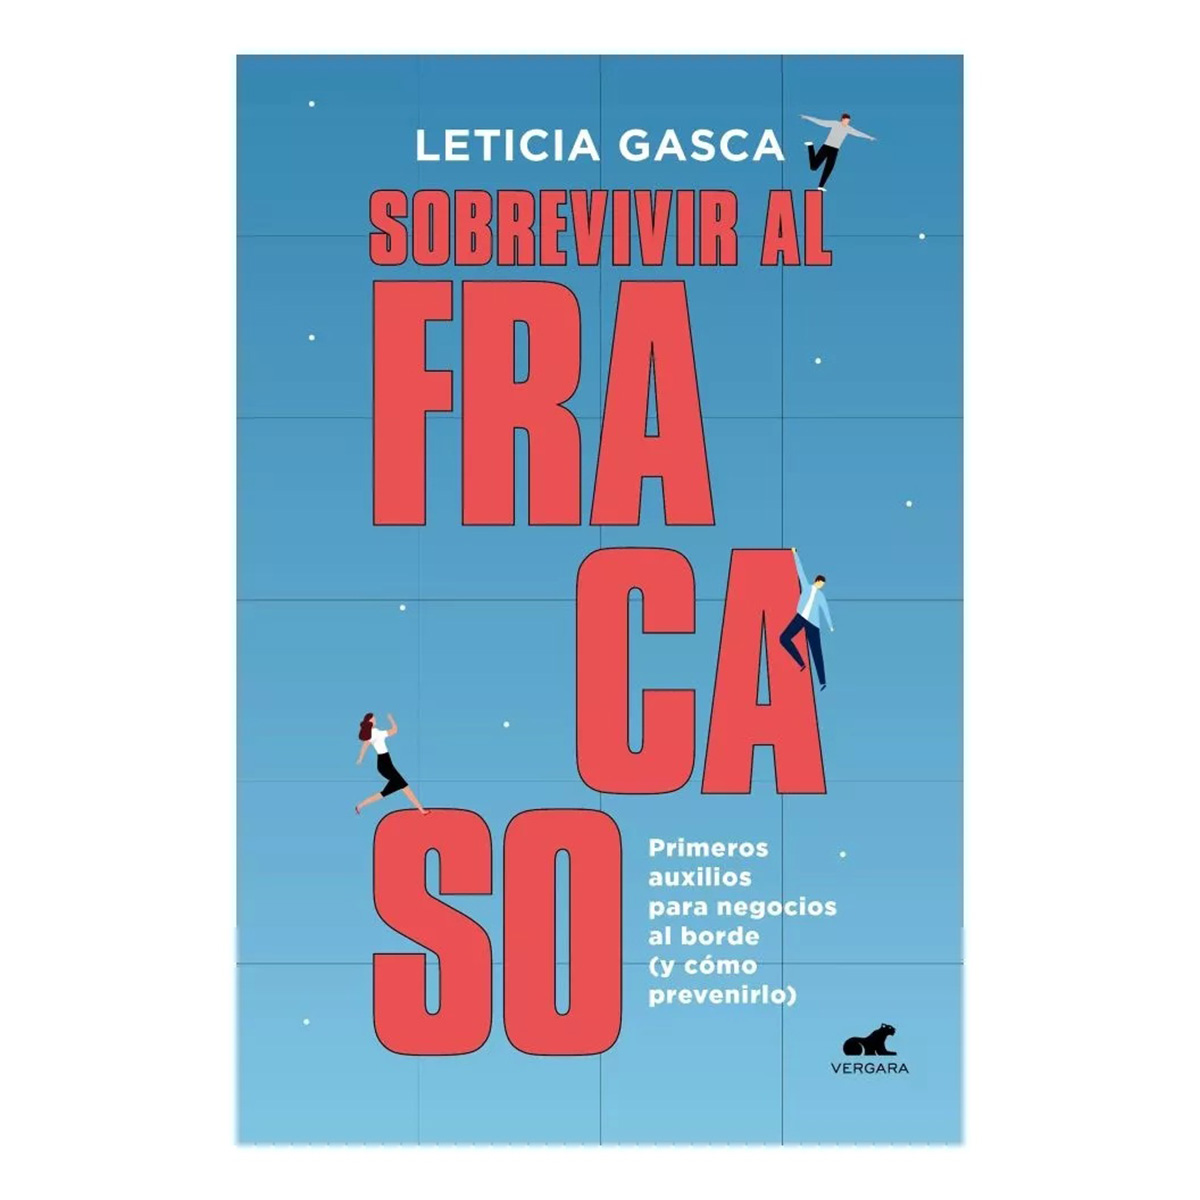 LETICIA GASCA
SOBREVIVIR AL
FRA
CA
SO
Primeros
auxilios
para negocios
al borde
(y cómo
prevenirlo)
VERGARA